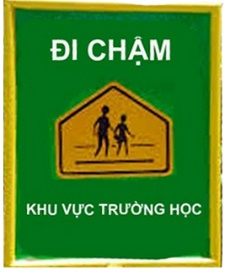 ĐI CHẬM
KHU VỰC TRƯỜNG HỌC